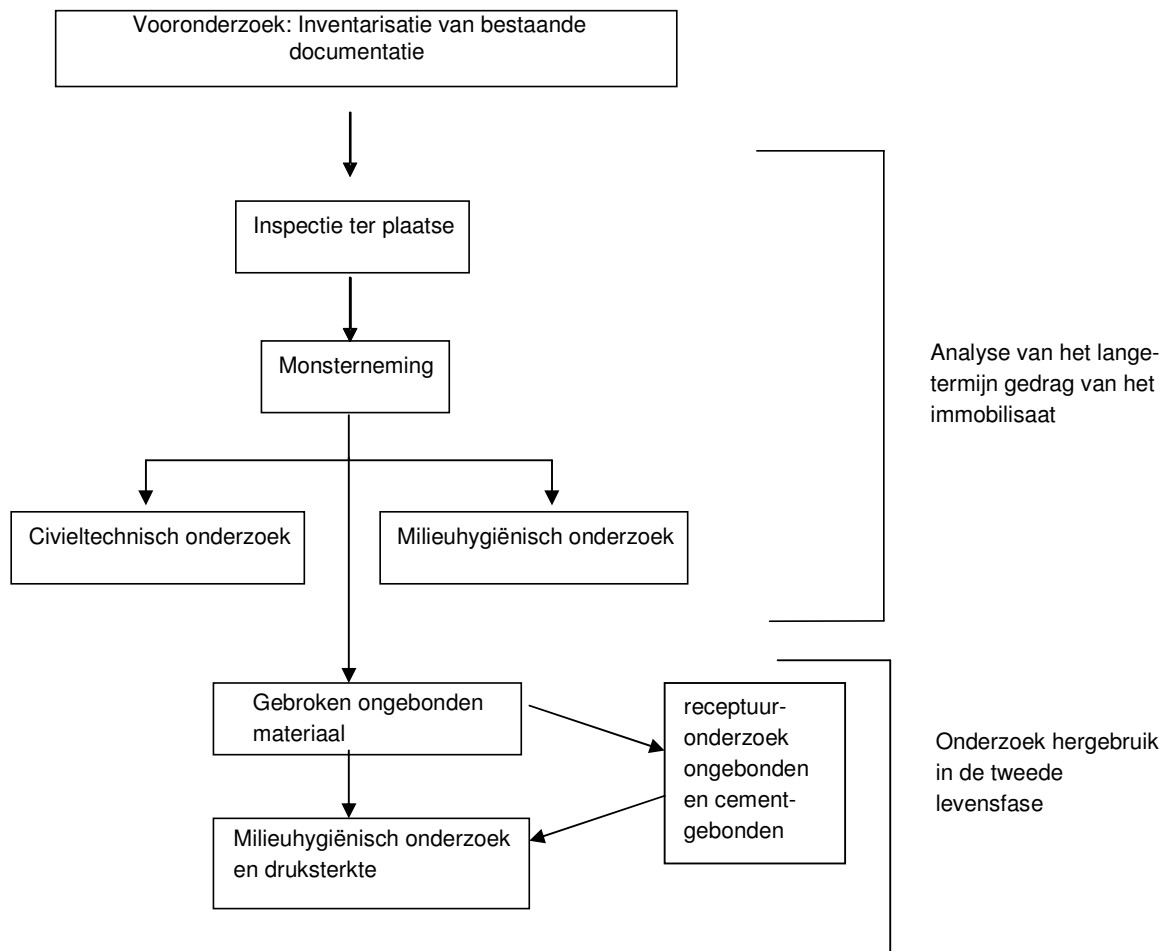 Vooronderzoek: Inventarisatie van bestaande
documentatie
Inspectie ter plaatse
Monsterneming
Analyse van het lange-
termijn gedrag van het
immobilisaat
Civieltechnisch onderzoek
Milieuhygiënisch onderzoek
Gebroken ongebonden
materiaal
receptuur-
onderzoek
ongebonden
en cement-
gebonden
Onderzoek hergebruik
in de tweede
levensfase
Milieuhygiënisch onderzoek
en druksterkte